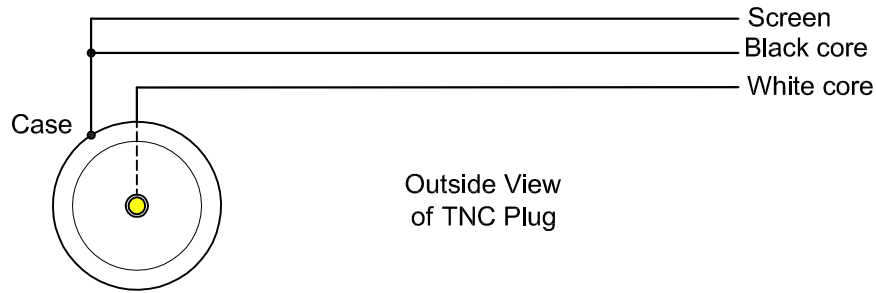 Screen
Black core
White core
Case
Outside View
of TNC Plug